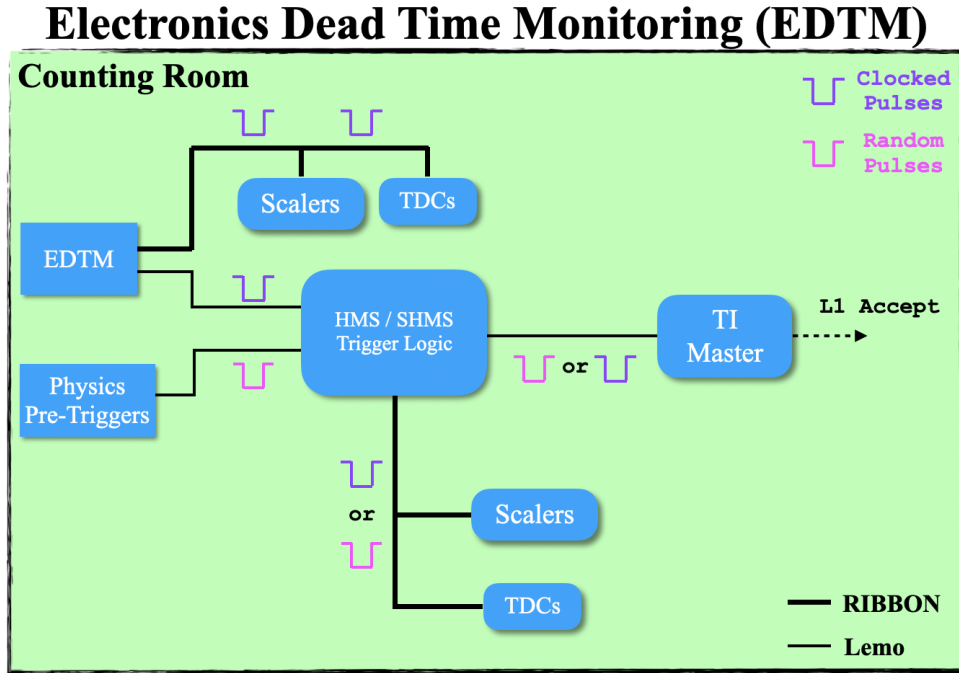 Electronics Dead Time Monitoring (EDTM)
Counting Room
Clocked
Pulses
Random
Pulses
Scalers
TDCs
EDTM
HMS / SHMS
Trigger Logic
TI
Master
L1 Accept
or
Physics
Pre-Triggers
or
Scalers
TDCs
RIBBON
Lemo